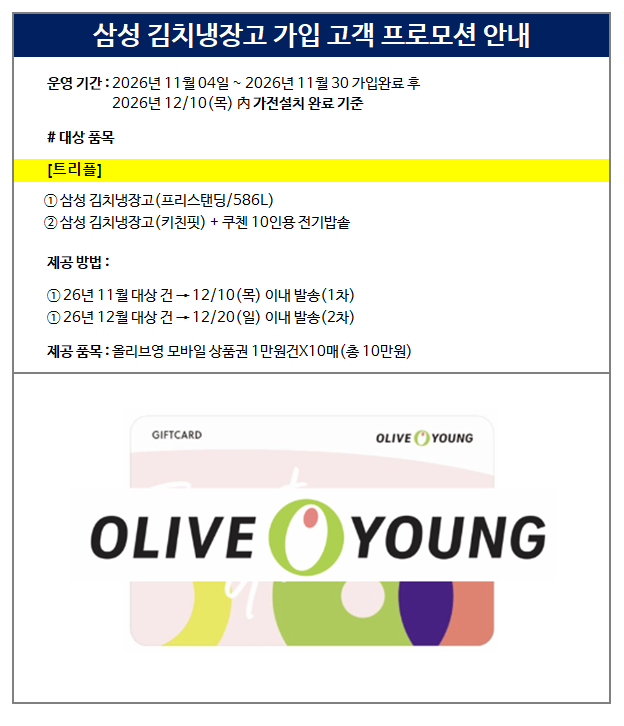 삼성 김치냉장고 가입 고객 프로모션 안내
운영 기간 : 2026년 11월 04일 ~ 2026년 11월 30 가입완료 후
2026년 12/10(목) 內 가전설치 완료 기준
# 대상 품목
[트리플]
① 삼성 김치냉장고(프리스탠딩/586L)
② 삼성 김치냉장고(키친핏) + 쿠첸 10인용 전기밥솥
제공 방법 :
① 26년 11월 대상 건 → 12/10(목) 이내 발송(1차)
① 26년 12월 대상 건 → 12/20(일) 이내 발송(2차)
제공 품목 : 올리브영 모바일 상품권 1만원건X10매(총 10만원)
GIFTCARD OLIVE YOUNG
OLIVE YOUNG